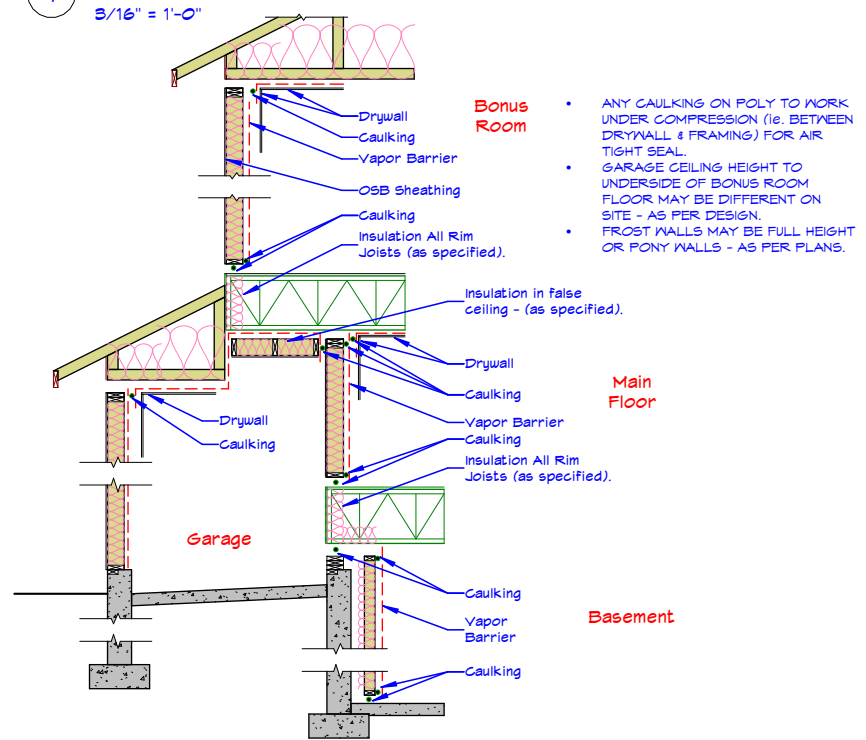 3/16" = 1'-0"
Drywall
Caulking
Vapor Barrier
OSB Sheathing
Caulking
Insulation All Rim
Joists (as specified).
Bonus
Room
• ANY CAULKING ON POLY TO WORK
UNDER COMPRESSION (ie. BETWEEN
DRYWALL & FRAMING) FOR AIR
TIGHT SEAL.
• GARAGE CEILING HEIGHT TO
UNDERSIDE OF BONUS ROOM
FLOOR MAY BE DIFFERENT ON
SITE - AS PER DESIGN.
• FROST WALLS MAY BE FULL HEIGHT
OR PONY WALLS - AS PER PLANS.
Insulation in false
ceiling - (as specified).
Drywall
Caulking
Vapor Barrier
Caulking
Insulation All Rim
Joists (as specified).
Main
Floor
Drywall
Caulking
Garage
Caulking
Vapor
Barrier
Caulking
Basement